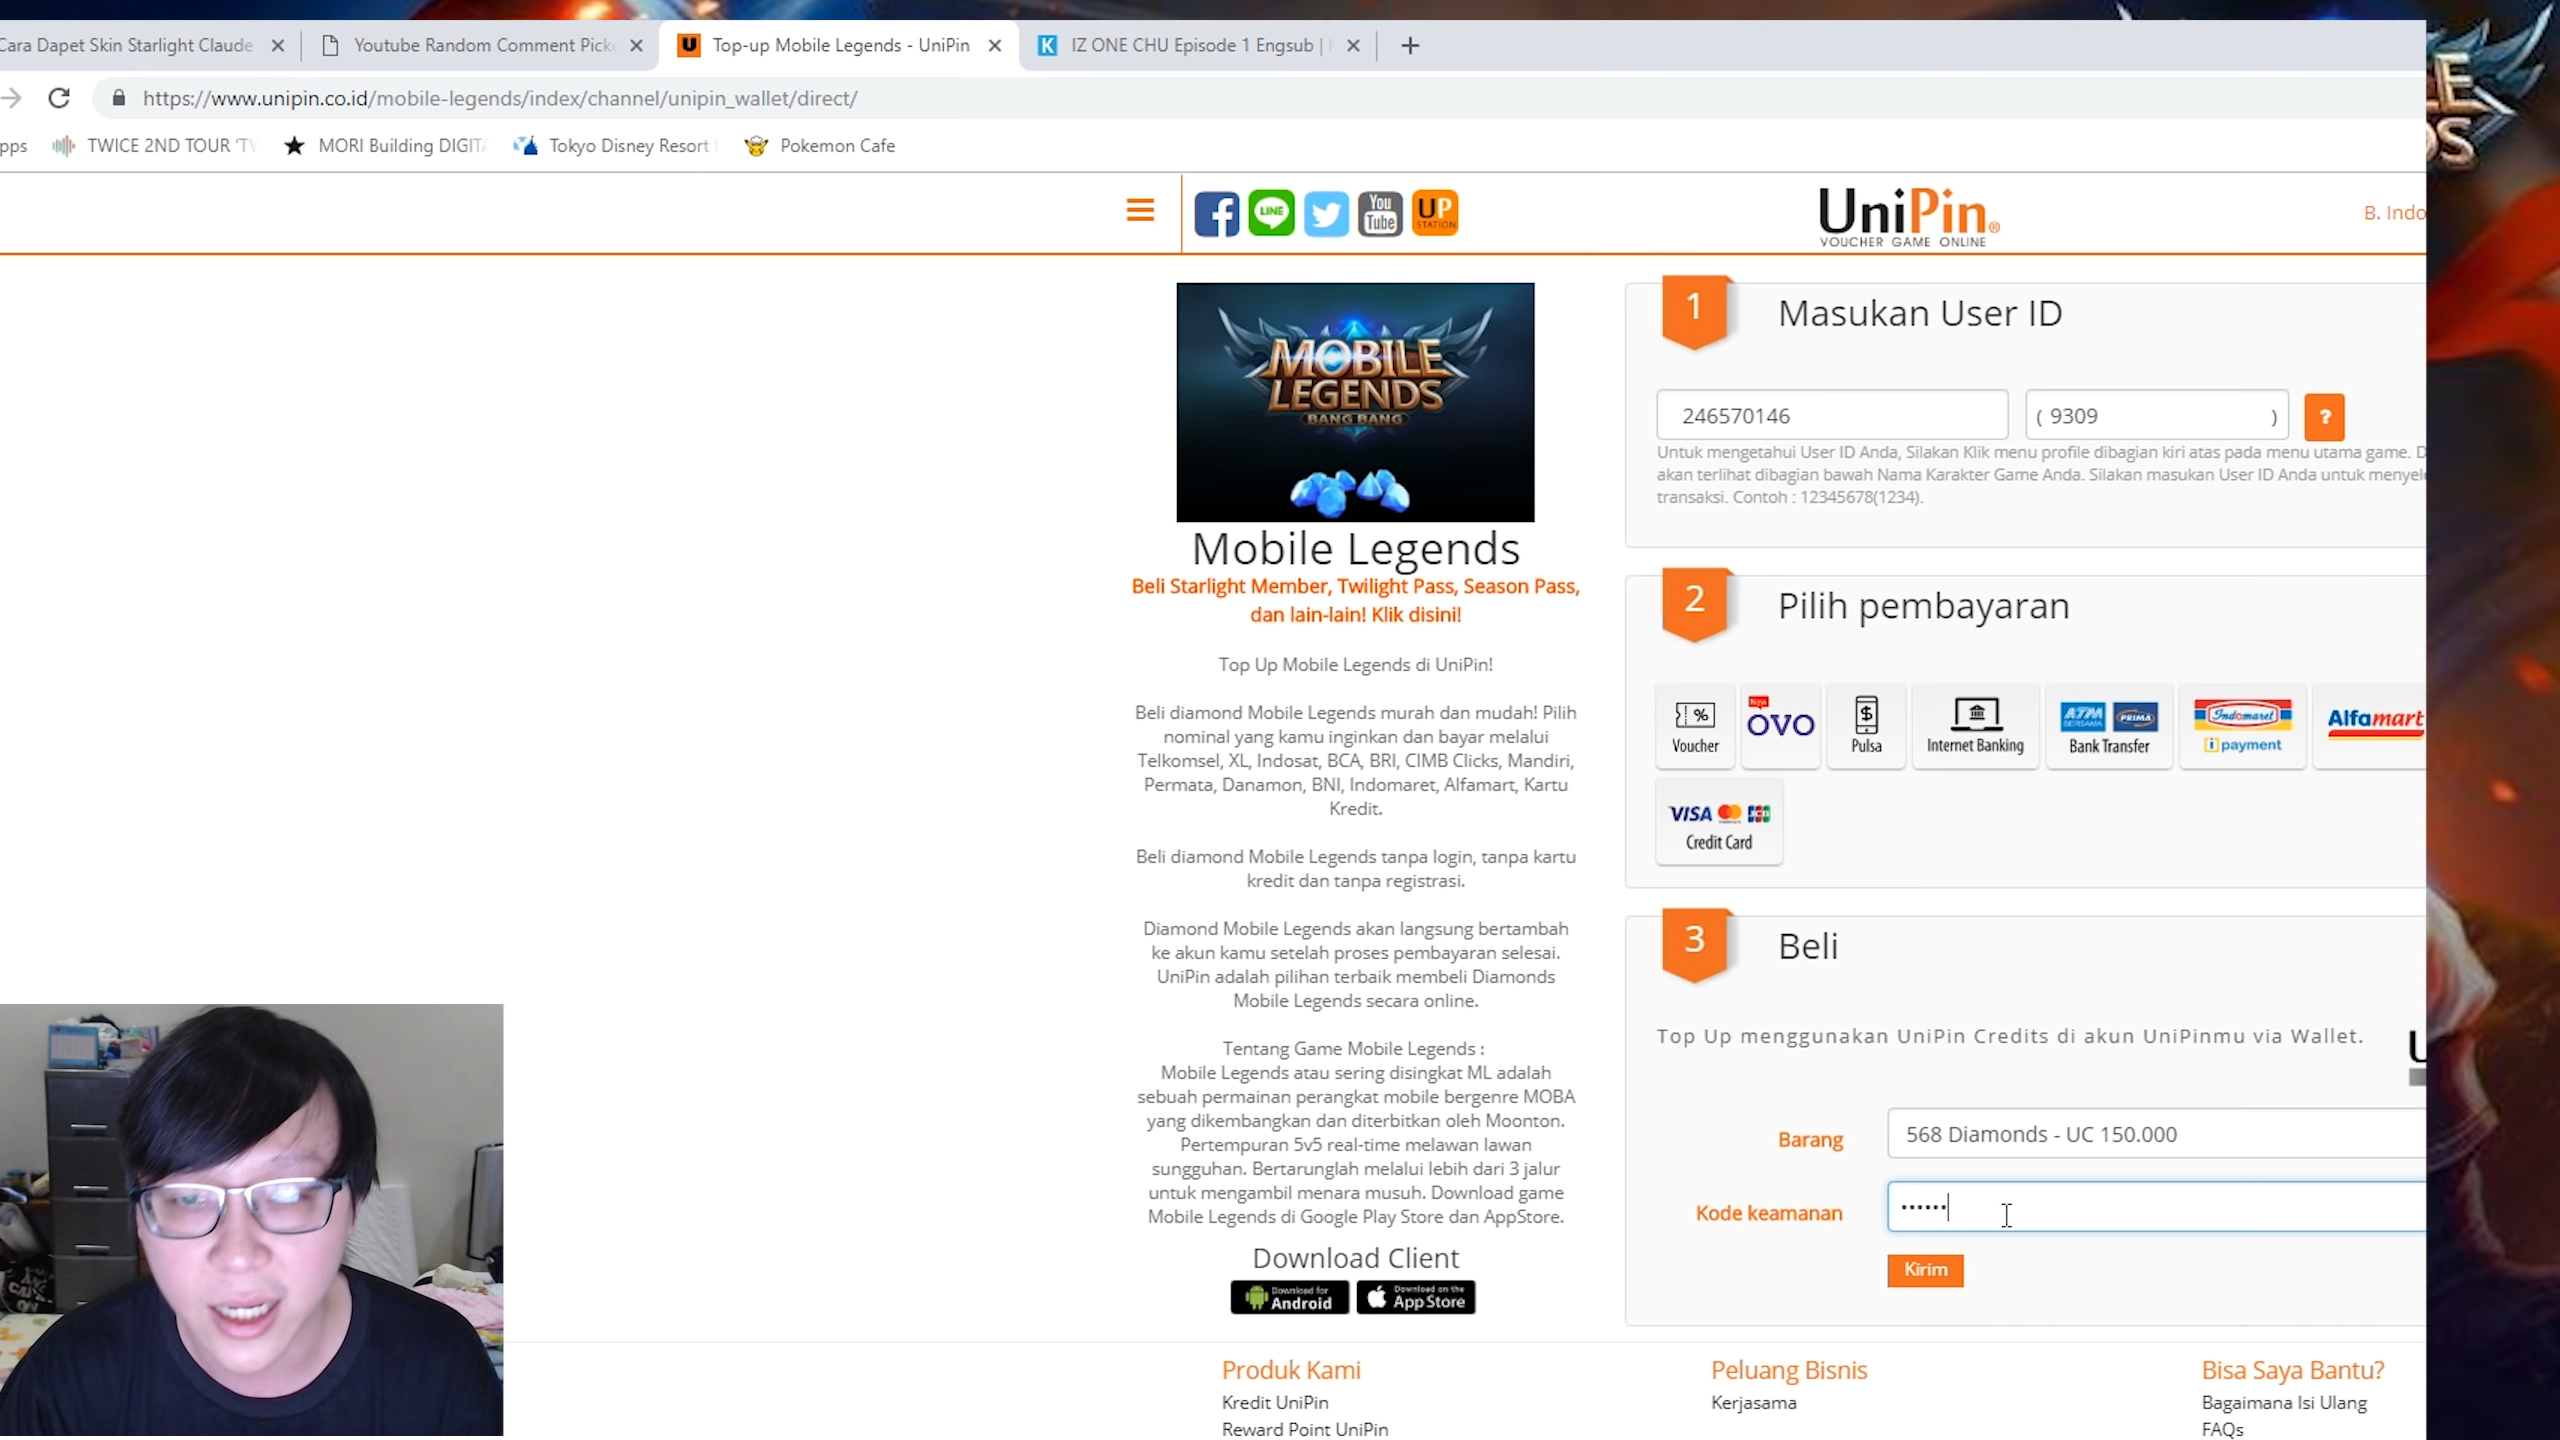 Cara Dapet Skin Starlight Claude
Youtube Random Comment Picke
Top-up Mobile Legends - UniPin
IZ ONE CHU Episode 1 Engsub |
https://www.unipin.co.id/mobile-legends/index/channel/unipin_wallet/direct/
pps
TWICE 2ND TOUR 'TW
MORI Building DIGITA
Tokyo Disney Resort
Pokemon Cafe
LINE
You
Tube
UP
STATION
UniPin®
VOUCHER GAME ONLINE
B. Indo
MOBILE
LEGENDS
BANG BANG
Mobile Legends
Beli Starlight Member, Twilight Pass, Season Pass,
dan lain-lain! Klik disini!
Top Up Mobile Legends di UniPin!
Beli diamond Mobile Legends murah dan mudah! Pilih
nominal yang kamu inginkan dan bayar melalui
Telkomsel, XL, Indosat, BCA, BRI, CIMB Clicks, Mandiri,
Permata, Danamon, BNI, Indomaret, Alfamart, Kartu
Kredit.
Beli diamond Mobile Legends tanpa login, tanpa kartu
kredit dan tanpa registrasi.
Diamond Mobile Legends akan langsung bertambah
ke akun kamu setelah proses pembayaran selesai.
UniPin adalah pilihan terbaik membeli Diamonds
Mobile Legends secara online.
Tentang Game Mobile Legends :
Mobile Legends atau sering disingkat ML adalah
sebuah permainan perangkat mobile bergenre MOBA
yang dikembangkan dan diterbitkan oleh Moonton.
Pertempuran 5v5 real-time melawan lawan
sungguhan. Bertarunglah melalui lebih dari 3 jalur
untuk mengambil menara musuh. Download game
Mobile Legends di Google Play Store dan AppStore.
Download Client
Download for
Android
Download on the
App Store
1
Masukan User ID
246570146
( 9309 )
?
Untuk mengetahui User ID Anda, Silakan Klik menu profile dibagian kiri atas pada menu utama game. D
akan terlihat dibagian bawah Nama Karakter Game Anda. Silakan masukan User ID Anda untuk menyele
transaksi. Contoh : 12345678(1234).
2
Pilih pembayaran
Voucher
New
OVO
Pulsa
Internet Banking
ATM
BERSAMA
PRIMA
Bank Transfer
Indomaret
i payment
Alfamart
VISA
JCB
Credit Card
3
Beli
Top Up menggunakan UniPin Credits di akun UniPinmu via Wallet.
Barang
568 Diamonds - UC 150.000
Kode keamanan
••••••
Kirim
Produk Kami
Kredit UniPin
Reward Point UniPin
Peluang Bisnis
Kerjasama
Bisa Saya Bantu?
Bagaimana Isi Ulang
FAQs